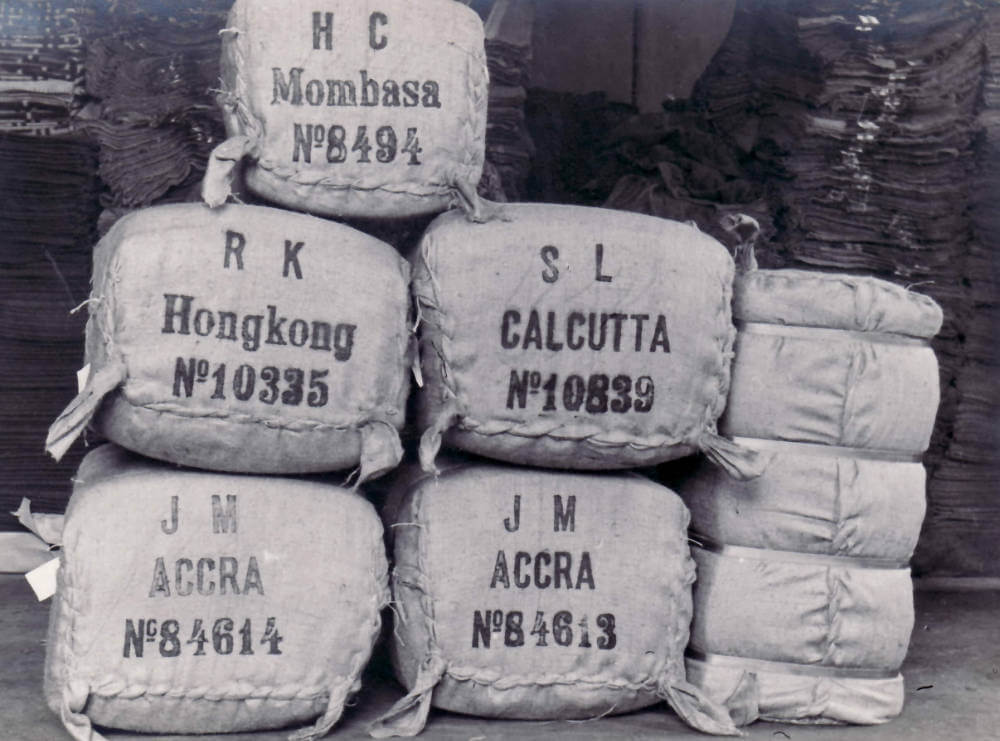 H C
Mombasa
Nº8494
R K
Hongkong
Nº10335
S L
CALCUTTA
Nº10839
J M
ACCRA
Nº84614
J M
ACCRA
Nº84613